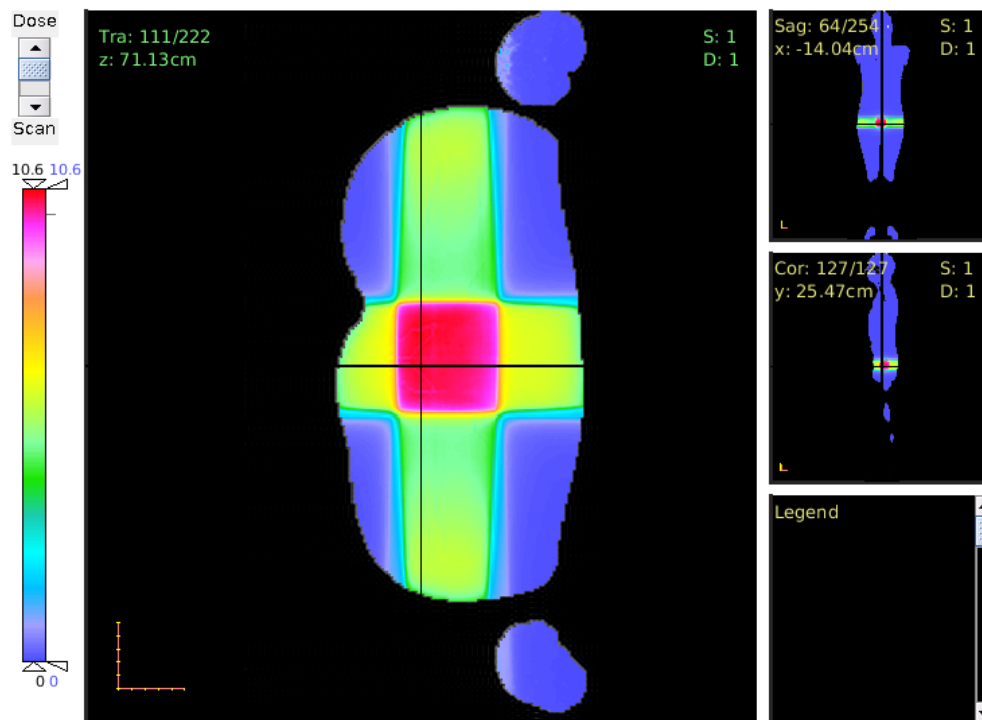 Dose
Scan
10.6 10.6
0 0
Tra: 111/222
z: 71.13cm
S: 1
D: 1
Sag: 64/254
x: -14.04cm
S: 1
D: 1
L
Cor: 127/127
y: 25.47cm
S: 1
D: 1
L
Legend